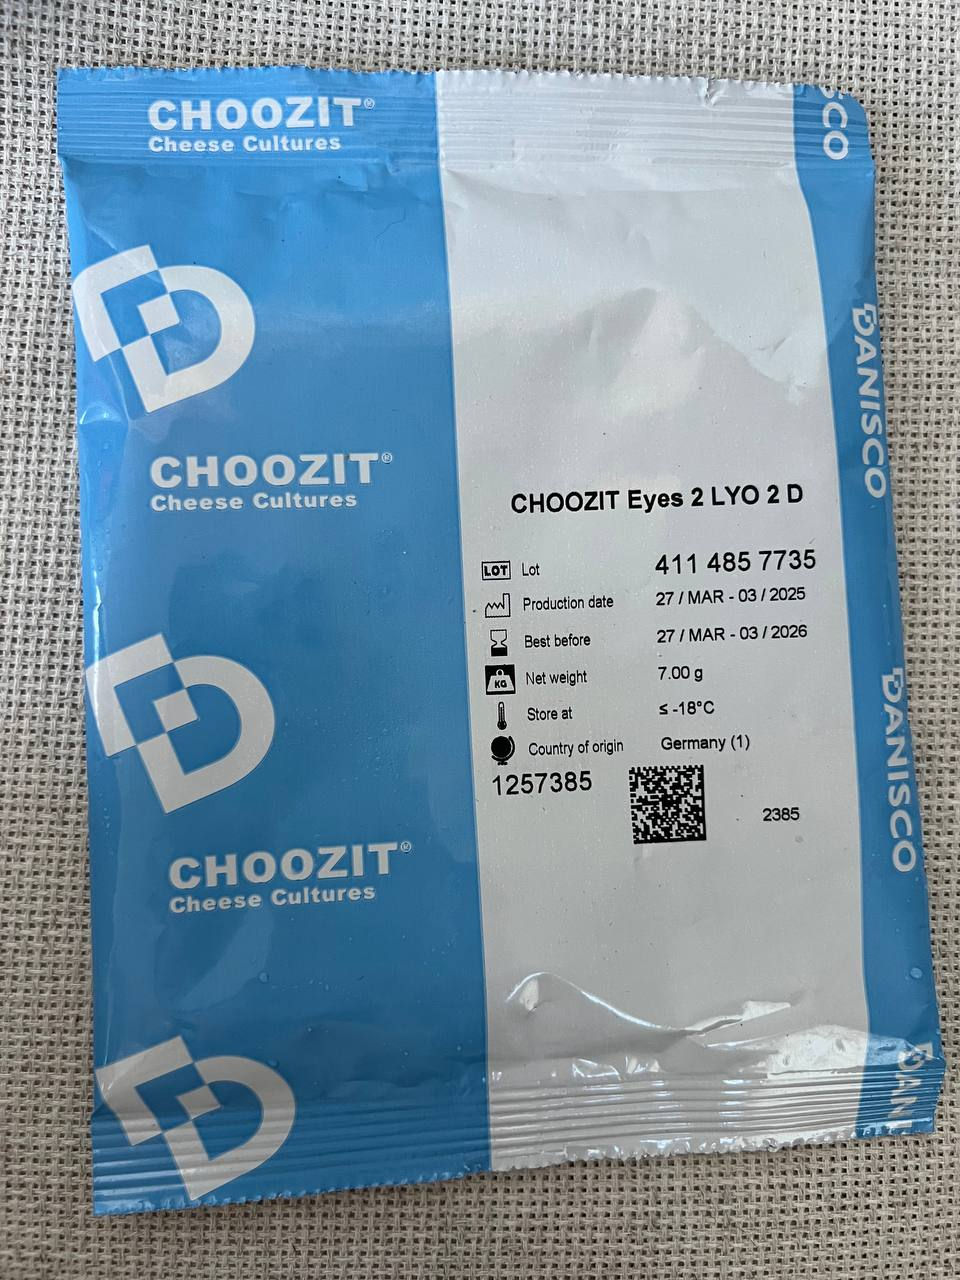 CHOOZIT®
Cheese Cultures
CHOOZIT®
Cheese Cultures
CHOOZIT®
Cheese Cultures
CHOOZIT Eyes 2 LYO 2 D
LOT Lot 411 485 7735
Production date 27 / MAR - 03 / 2025
Best before 27 / MAR - 03 / 2026
KG Net weight 7.00 g
Store at ≤ -18°C
Country of origin Germany (1)
1257385
2385
SCO
DANISCO
DANISCO
DANI